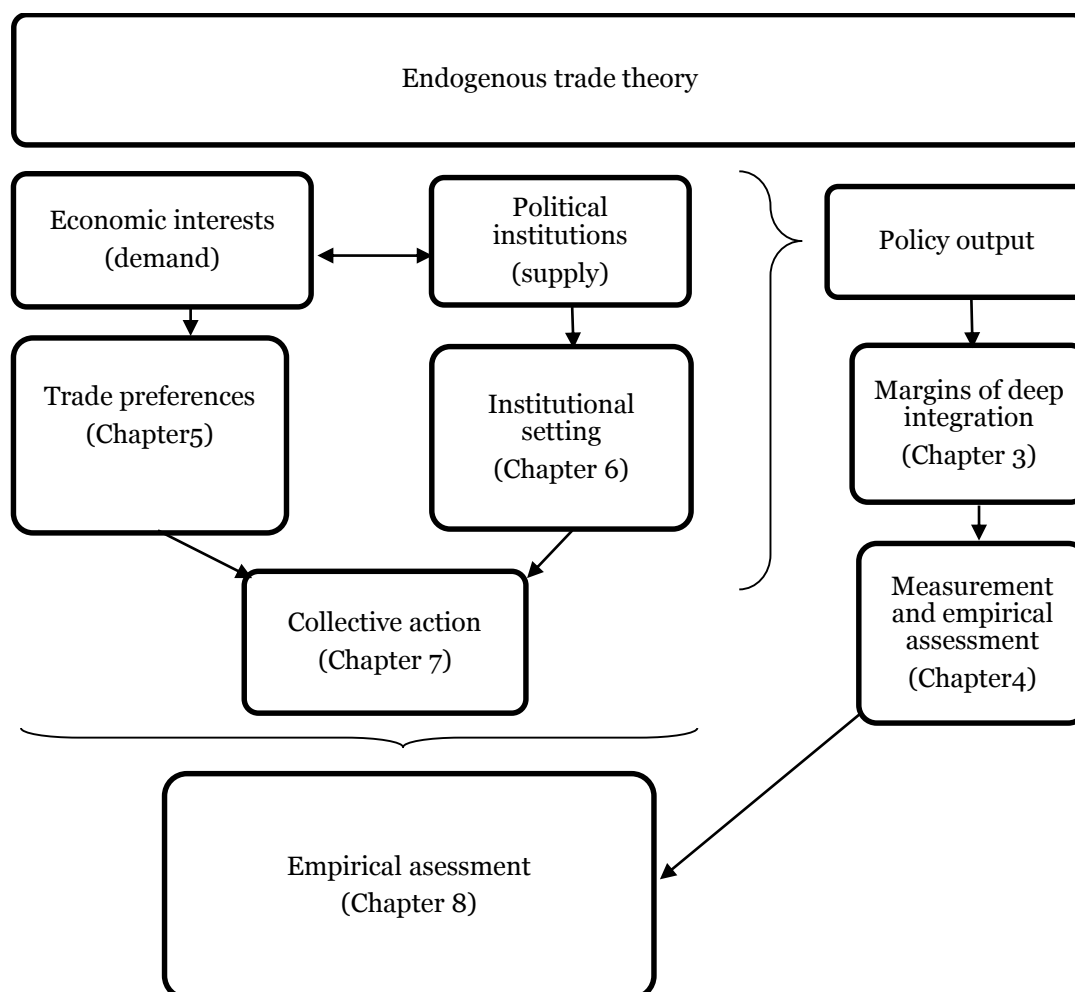 Endogenous trade theory
Economic interests
(demand)
Political
institutions
(supply)
Policy output
Trade preferences
(Chapter5)
Institutional
setting
(Chapter 6)
Margins of deep
integration
(Chapter 3)
Collective action
(Chapter 7)
Measurement
and empirical
assessment
(Chapter4)
Empirical asessment
(Chapter 8)